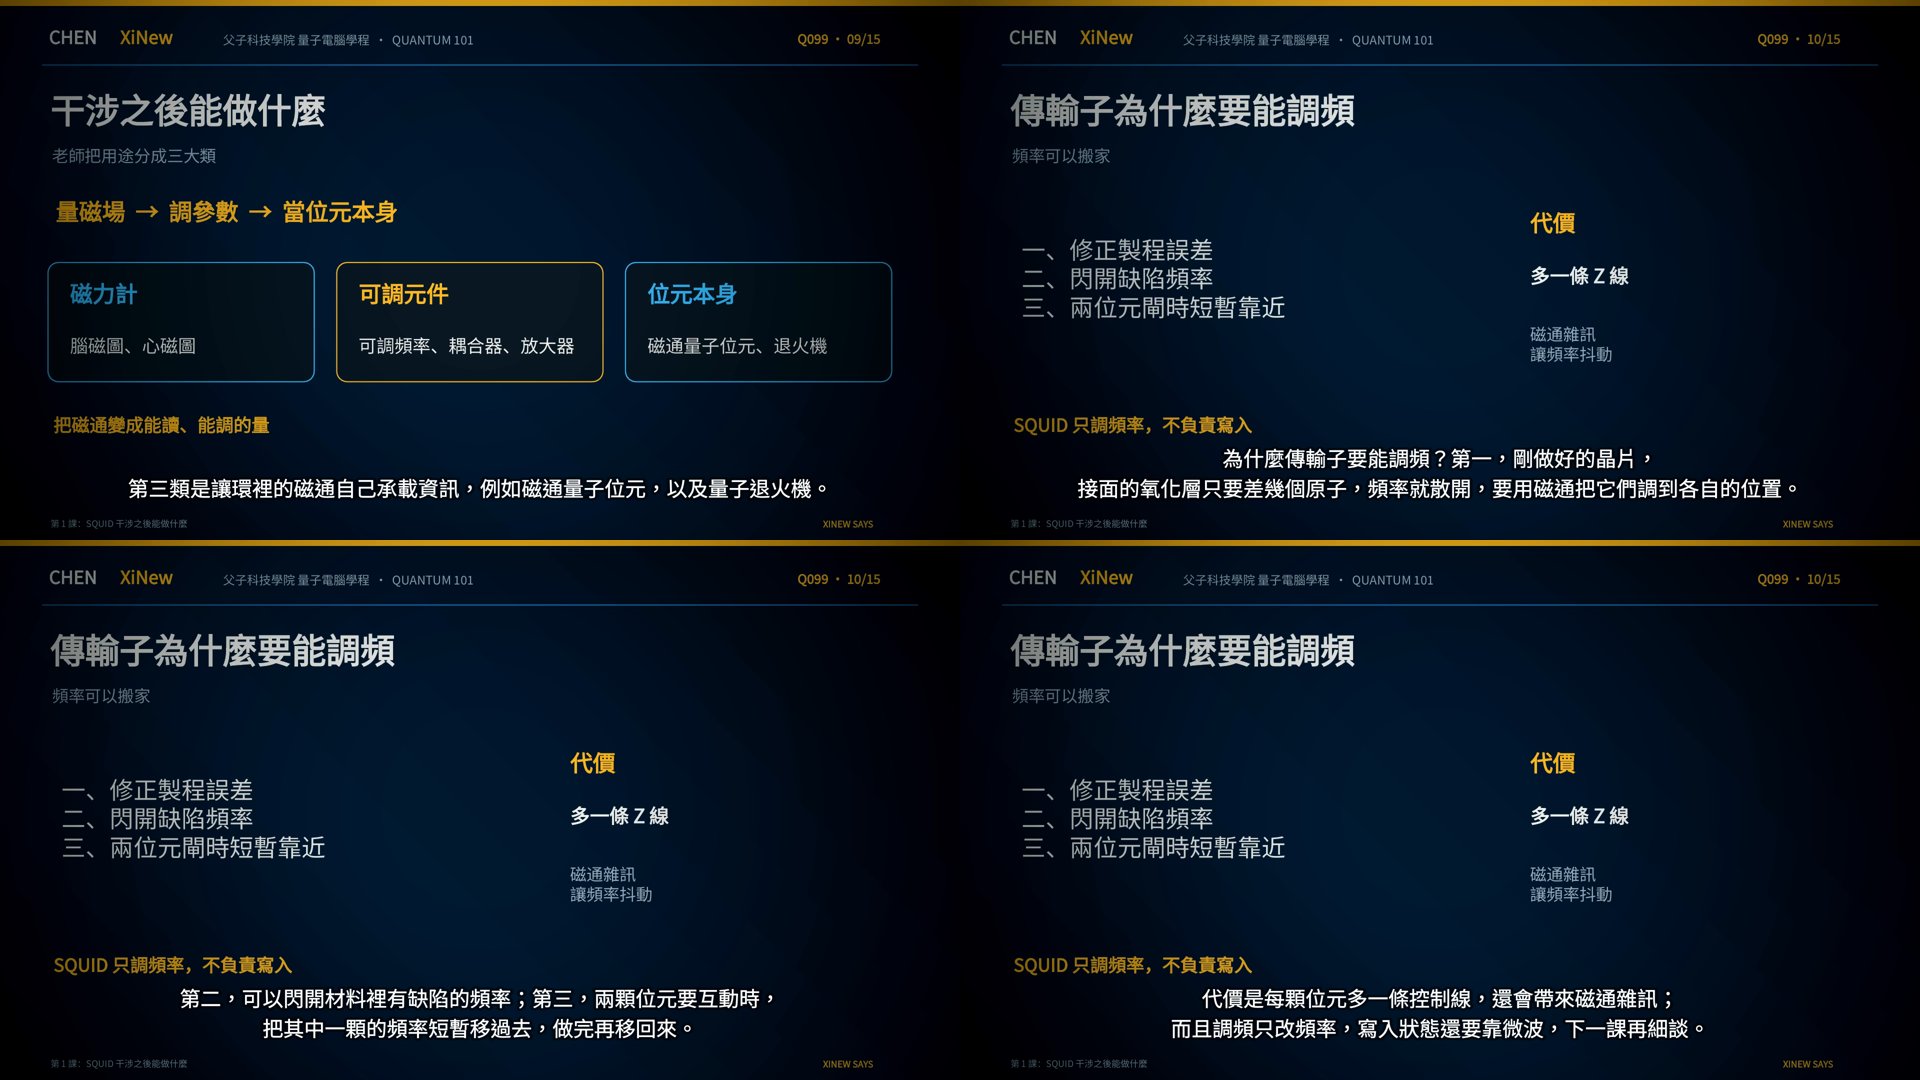 CHEN XiNew 父子科技學院 量子電腦學程 · QUANTUM 101 Q099 · 09/15
干涉之後能做什麼
老師把用途分成三大類
量磁場 → 調參數 → 當位元本身
磁力計
腦磁圖、心磁圖
可調元件
可調頻率、耦合器、放大器
位元本身
磁通量子位元、退火機
把磁通變成能讀、能調的量
第三類是讓環裡的磁通自己承載資訊，例如磁通量子位元，以及量子退火機。
第 1 課：SQUID 干涉之後能做什麼 XINEW SAYS
CHEN XiNew 父子科技學院 量子電腦學程 · QUANTUM 101 Q099 · 10/15
傳輸子為什麼要能調頻
頻率可以搬家
一、修正製程誤差
二、閃開缺陷頻率
三、兩位元閘時短暫靠近
代價
多一條 Z 線
磁通雜訊
讓頻率抖動
SQUID 只調頻率，不負責寫入
為什麼傳輸子要能調頻？第一，剛做好的晶片，
接面的氧化層只要差幾個原子，頻率就散開，要用磁通把它們調到各自的位置。
第 1 課：SQUID 干涉之後能做什麼 XINEW SAYS
CHEN XiNew 父子科技學院 量子電腦學程 · QUANTUM 101 Q099 · 10/15
傳輸子為什麼要能調頻
頻率可以搬家
一、修正製程誤差
二、閃開缺陷頻率
三、兩位元閘時短暫靠近
代價
多一條 Z 線
磁通雜訊
讓頻率抖動
SQUID 只調頻率，不負責寫入
第二，可以閃開材料裡有缺陷的頻率；第三，兩顆位元要互動時，
把其中一顆的頻率短暫移過去，做完再移回來。
第 1 課：SQUID 干涉之後能做什麼 XINEW SAYS
CHEN XiNew 父子科技學院 量子電腦學程 · QUANTUM 101 Q099 · 10/15
傳輸子為什麼要能調頻
頻率可以搬家
一、修正製程誤差
二、閃開缺陷頻率
三、兩位元閘時短暫靠近
代價
多一條 Z 線
磁通雜訊
讓頻率抖動
SQUID 只調頻率，不負責寫入
代價是每顆位元多一條控制線，還會帶來磁通雜訊；
而且調頻只改頻率，寫入狀態還要靠微波，下一課再細談。
第 1 課：SQUID 干涉之後能做什麼 XINEW SAYS